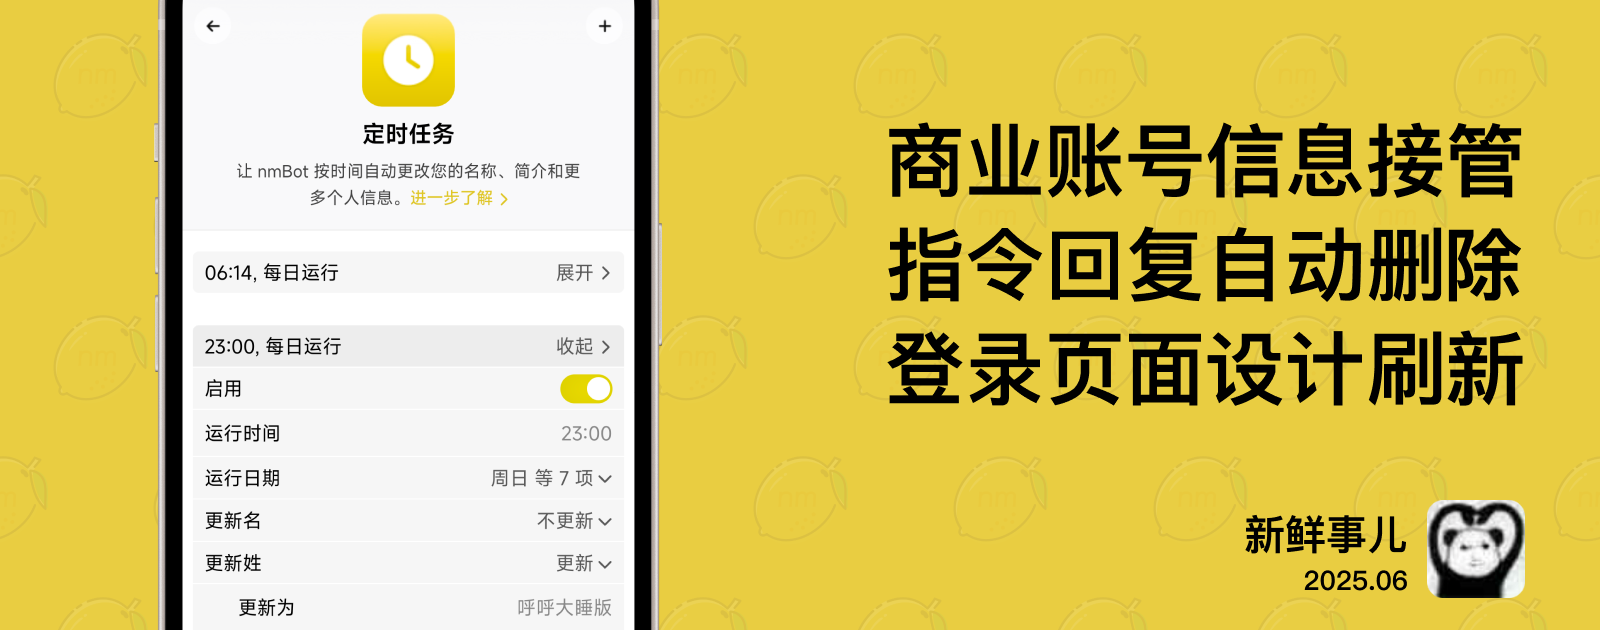 定时任务
让 nmBot 按时间自动更改您的名称、简介和更
多个人信息。进一步了解
06:14, 每日运行
展开
23:00, 每日运行
收起
启用
运行时间
23:00
运行日期
周日 等 7 项
更新名
不更新
更新姓
更新
更新为
呼呼大睡版
商业账号信息接管
指令回复自动删除
登录页面设计刷新
新鲜事儿
2025.06
nm